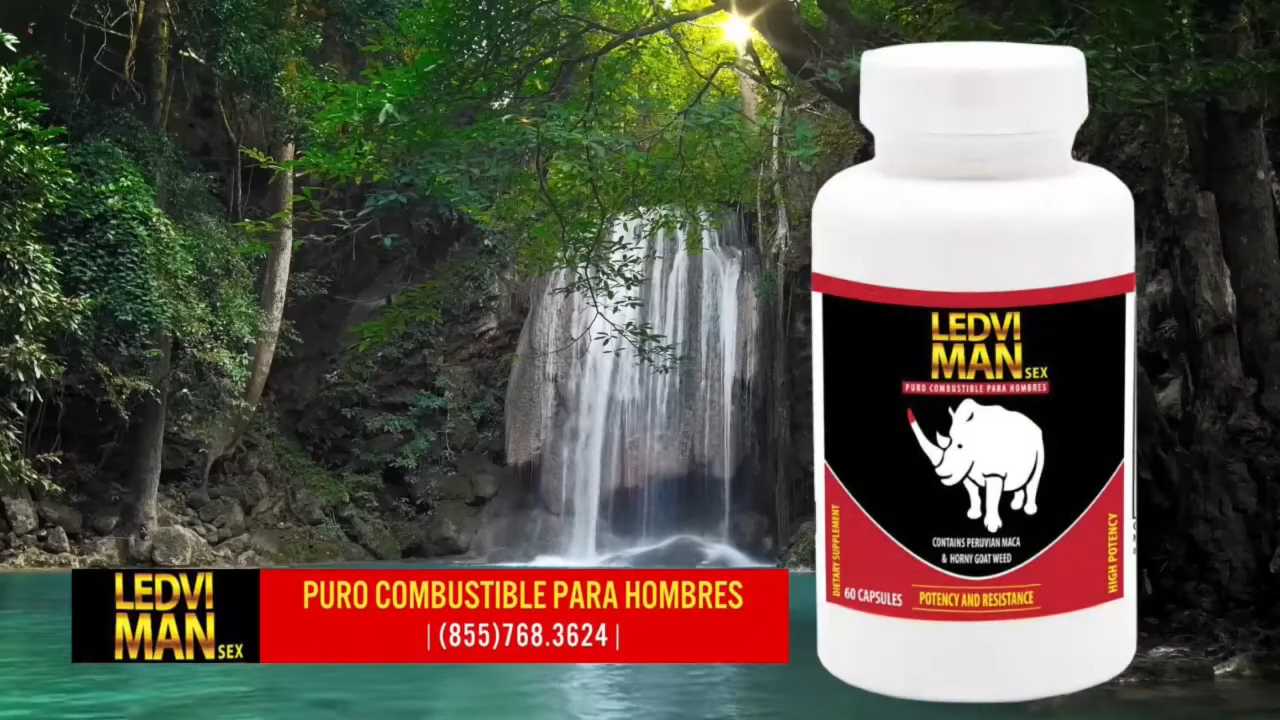 LEDVI
MAN SEX
PURO COMBUSTIBLE PARA HOMBRES
CONTAINS PERUVIAN MACA
& HORNY GOAT WEED
DIETARY SUPPLEMENT
HIGH POTENCY
60 CAPSULES
POTENCY AND RESISTANCE
LEDVI
MAN SEX
PURO COMBUSTIBLE PARA HOMBRES
| (855)768.3624 |